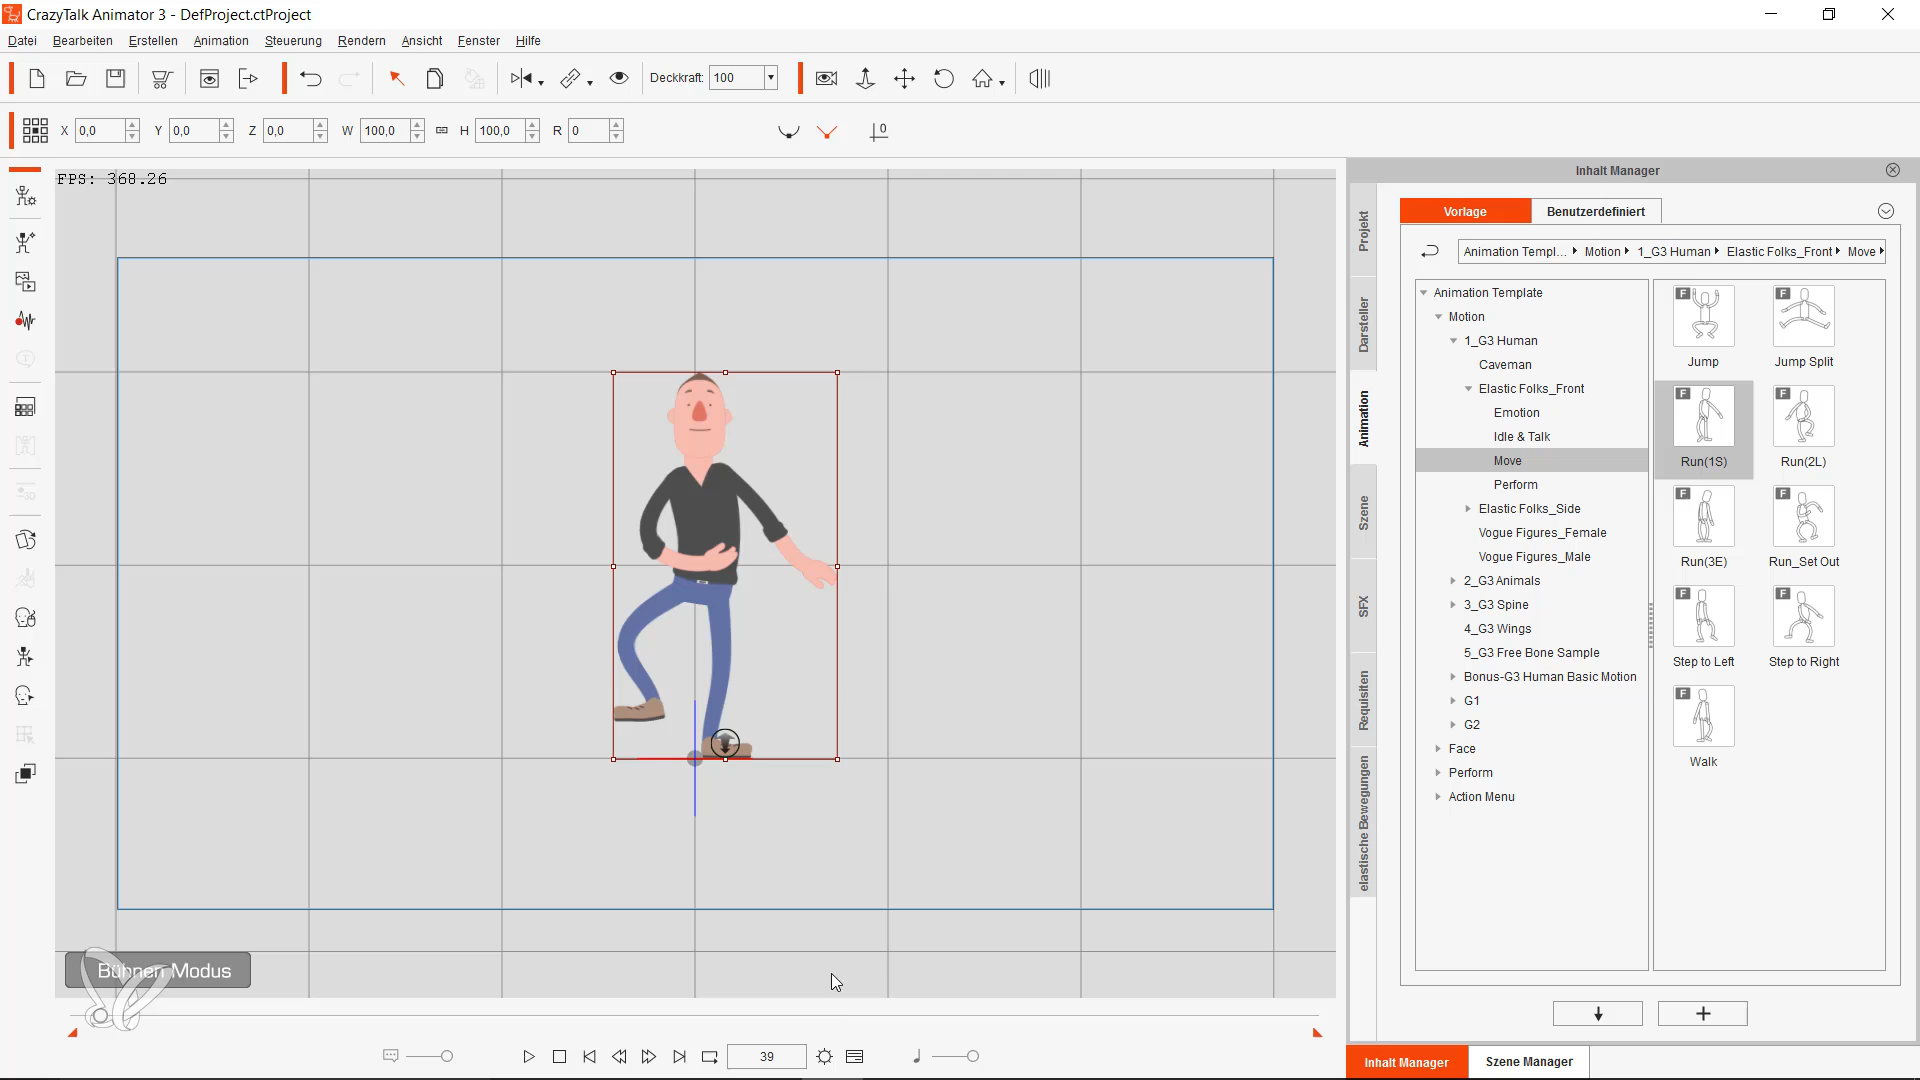 CrazyTalk Animator 3 - DefProject.ctProject
Datei Bearbeiten Erstellen Animation Steuerung Rendern Ansicht Fenster Hilfe
Deckkraft: 100
X 0,0 Y 0,0 Z 0,0 W 100,0 H 100,0 R 0
0
FPS: 368.26
Bühnen Modus
39
Inhalt Manager
Projekt
Darsteller
Animation
Szene
SFX
Requisiten
elastische Bewegungen
Vorlage Benutzerdefiniert
Animation Templ... Motion 1_G3 Human Elastic Folks_Front Move
Animation Template
Motion
1_G3 Human
Caveman
Elastic Folks_Front
Emotion
Idle & Talk
Move
Perform
Elastic Folks_Side
Vogue Figures_Female
Vogue Figures_Male
2_G3 Animals
3_G3 Spine
4_G3 Wings
5_G3 Free Bone Sample
Bonus-G3 Human Basic Motion
G1
G2
Face
Perform
Action Menu
F F
Jump Jump Split
F F
Run(1S) Run(2L)
F F
Run(3E) Run_Set Out
F F
Step to Left Step to Right
F
Walk
Inhalt Manager Szene Manager